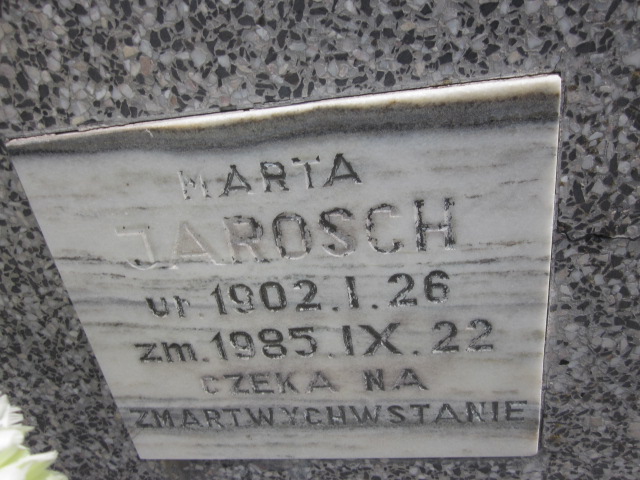 MARTA
JAROSCH
ur.1902.I.26
zm.1985.IX.22
CZEKA NA
ZMARTWYCHWSTANIE